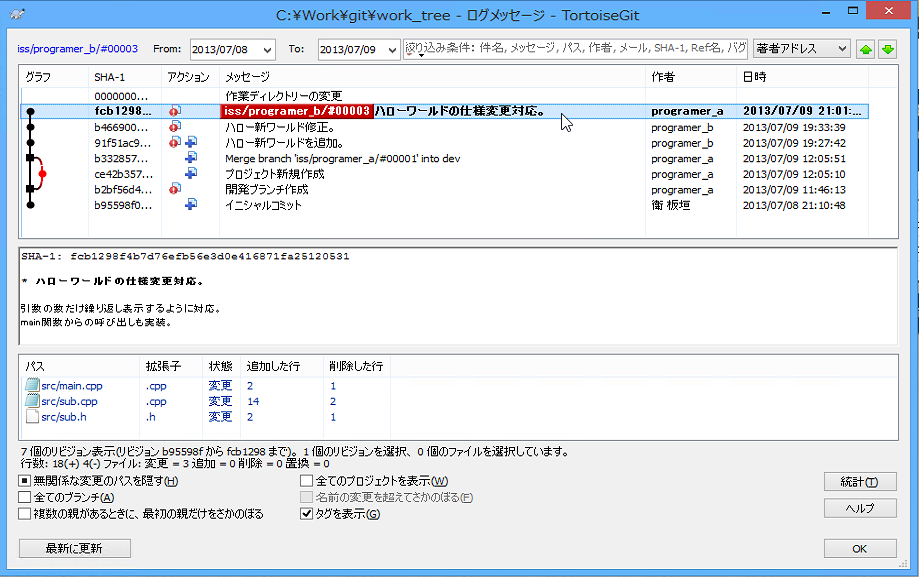 C:¥Work¥git¥work_tree - ログメッセージ - TortoiseGit
iss/programer_b/#00003 From: 2013/07/08 To: 2013/07/09 絞り込み条件: 件名, メッセージ, パス, 作者, メール, SHA-1, Ref名, バグ 著者アドレス
グラフ SHA-1 アクション メッセージ 作者 日時
0000000... 作業ディレクトリーの変更
fcb1298... iss/programer_b/#00003 ハローワールドの仕様変更対応。 programer_a 2013/07/09 21:01:...
b466900... ハロー新ワールド修正。 programer_b 2013/07/09 19:33:39
91f51ac9... ハロー新ワールドを追加。 programer_b 2013/07/09 19:27:42
b332857... Merge branch 'iss/programer_a/#00001' into dev programer_a 2013/07/09 12:05:51
ce42b357... プロジェクト新規作成 programer_a 2013/07/09 12:05:10
b2bf56d4... 開発ブランチ作成 programer_a 2013/07/09 11:46:13
b95598f0... イニシャルコミット 衛 板垣 2013/07/08 21:10:48
SHA-1: fcb1298f4b7d76efb56e3d0e416871fa25120531
* ハローワールドの仕様変更対応。
引数の数だけ繰り返し表示するように対応。
main関数からの呼び出しも実装。
パス 拡張子 状態 追加した行 削除した行
src/main.cpp .cpp 変更 2 1
src/sub.cpp .cpp 変更 14 2
src/sub.h .h 変更 2 1
7 個のリビジョン表示(リビジョン b95598f から fcb1298 まで)。1 個のリビジョンを選択、0 個のファイルを選択しています。
行数: 18(+) 4(-) ファイル: 変更 = 3 追加 = 0 削除 = 0 置換 = 0
無関係な変更のパスを隠す(H) 全てのプロジェクトを表示(W) 統計(T)
全てのブランチ(A) 名前の変更を超えてさかのぼる(F)
複数の親があるときに、最初の親だけをさかのぼる タグを表示(G) ヘルプ
最新に更新 OK